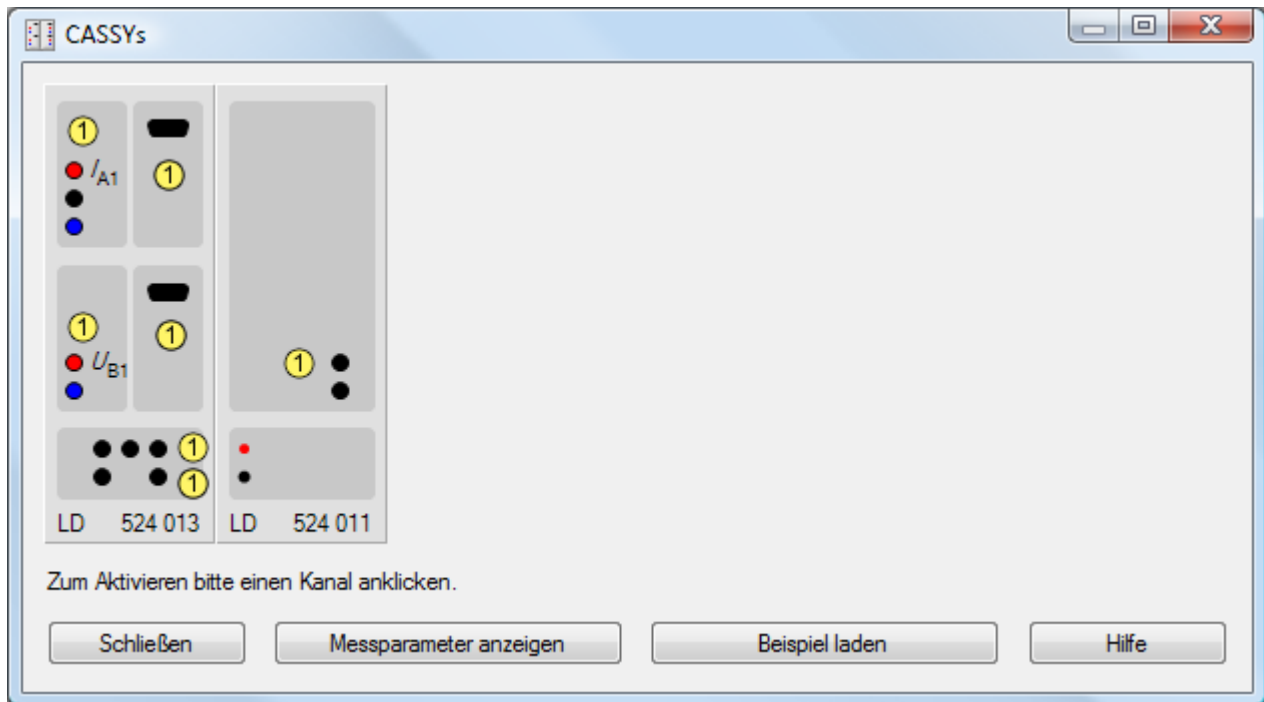 CASSYs
1
I A1
1
1
U B1
1
1
1
1
LD 524 013
LD 524 011
Zum Aktivieren bitte einen Kanal anklicken.
Schließen
Messparameter anzeigen
Beispiel laden
Hilfe